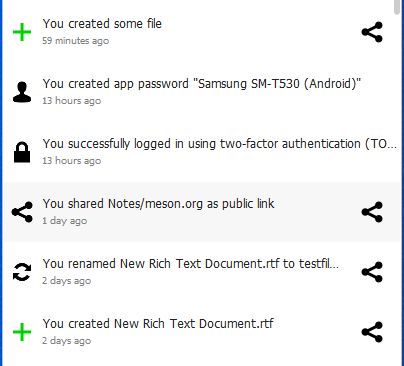 You created some file
59 minutes ago
You created app password "Samsung SM-T530 (Android)"
13 hours ago
You successfully logged in using two-factor authentication (TO...
13 hours ago
You shared Notes/meson.org as public link
1 day ago
You renamed New Rich Text Document.rtf to testfil...
2 days ago
You created New Rich Text Document.rtf
2 days ago